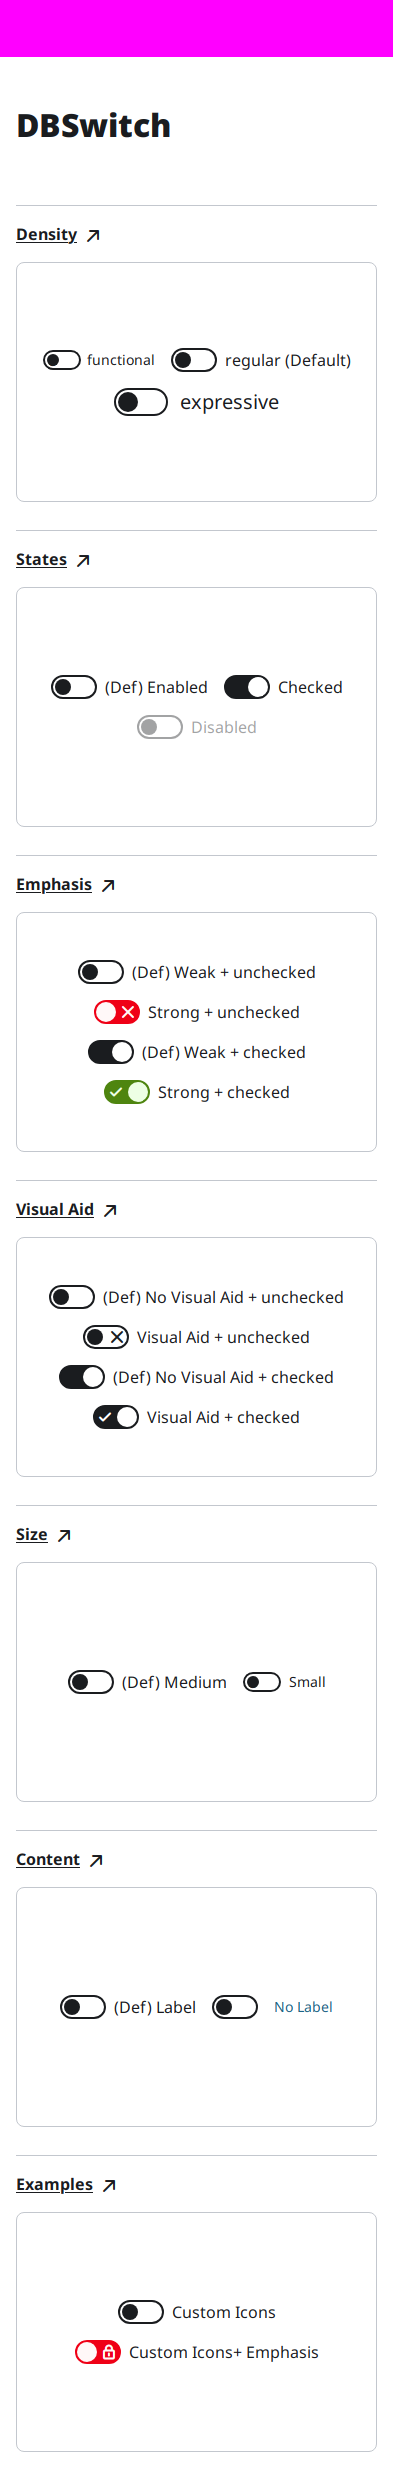 DBSwitch
Density
functional regular (Default)
expressive
States
(Def) Enabled Checked
Disabled
Emphasis
(Def) Weak + unchecked
Strong + unchecked
(Def) Weak + checked
Strong + checked
Visual Aid
(Def) No Visual Aid + unchecked
Visual Aid + unchecked
(Def) No Visual Aid + checked
Visual Aid + checked
Size
(Def) Medium Small
Content
(Def) Label No Label
Examples
Custom Icons
Custom Icons+ Emphasis